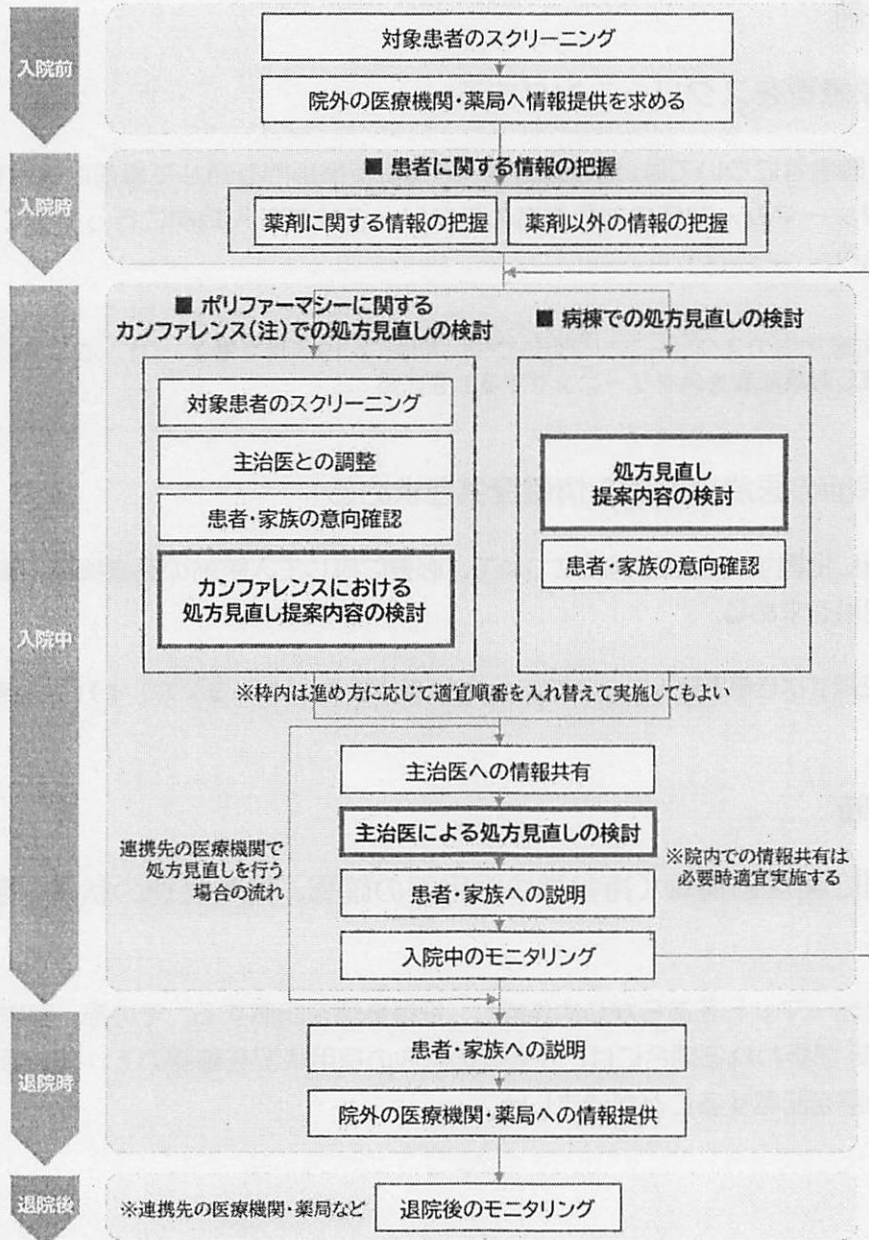 入院前
対象患者のスクリーニング
院外の医療機関・薬局へ情報提供を求める
入院時
■ 患者に関する情報の把握
薬剤に関する情報の把握
薬剤以外の情報の把握
入院中
■ ポリファーマシーに関する
カンファレンス(注)での処方見直しの検討
対象患者のスクリーニング
主治医との調整
患者・家族の意向確認
カンファレンスにおける
処方見直し提案内容の検討
■ 病棟での処方見直しの検討
処方見直し
提案内容の検討
患者・家族の意向確認
※枠内は進め方に応じて適宜順番を入れ替えて実施してもよい
主治医への情報共有
主治医による処方見直しの検討
患者・家族への説明
入院中のモニタリング
連携先の医療機関で
処方見直しを行う
場合の流れ
※院内での情報共有は
必要時適宜実施する
退院時
患者・家族への説明
院外の医療機関・薬局への情報提供
退院後
※連携先の医療機関・薬局など
退院後のモニタリング